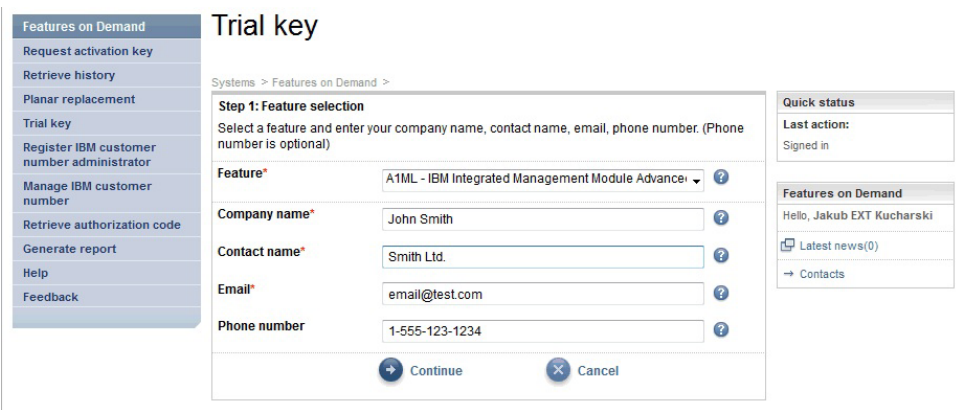 Features on Demand
Request activation key
Retrieve history
Planar replacement
Trial key
Register IBM customer
number administrator
Manage IBM customer
number
Retrieve authorization code
Generate report
Help
Feedback
Trial key
Systems > Features on Demand >
Step 1: Feature selection
Select a feature and enter your company name, contact name, email, phone number. (Phone
number is optional)
Feature*
A1ML - IBM Integrated Management Module Advance
Company name*
John Smith
Contact name*
Smith Ltd.
Email*
email@test.com
Phone number
1-555-123-1234
Continue
Cancel
Quick status
Last action:
Signed in
Features on Demand
Hello, Jakub EXT Kucharski
Latest news(0)
→ Contacts